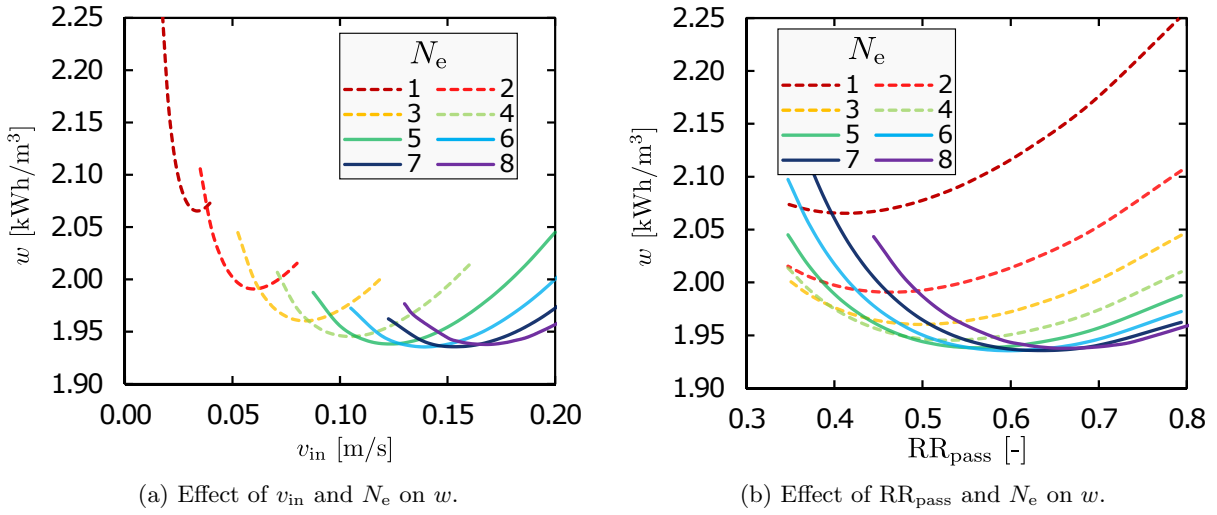 2.25
2.20
2.15
2.10
2.05
2.00
1.95
1.90
w [kWh/m³]
0.00 0.05 0.10 0.15 0.20
v_in [m/s]
N_e
1 2
3 4
5 6
7 8
(a) Effect of v_in and N_e on w.
2.25
2.20
2.15
2.10
2.05
2.00
1.95
1.90
w [kWh/m³]
0.3 0.4 0.5 0.6 0.7 0.8
RR_pass [-]
N_e
1 2
3 4
5 6
7 8
(b) Effect of RR_pass and N_e on w.